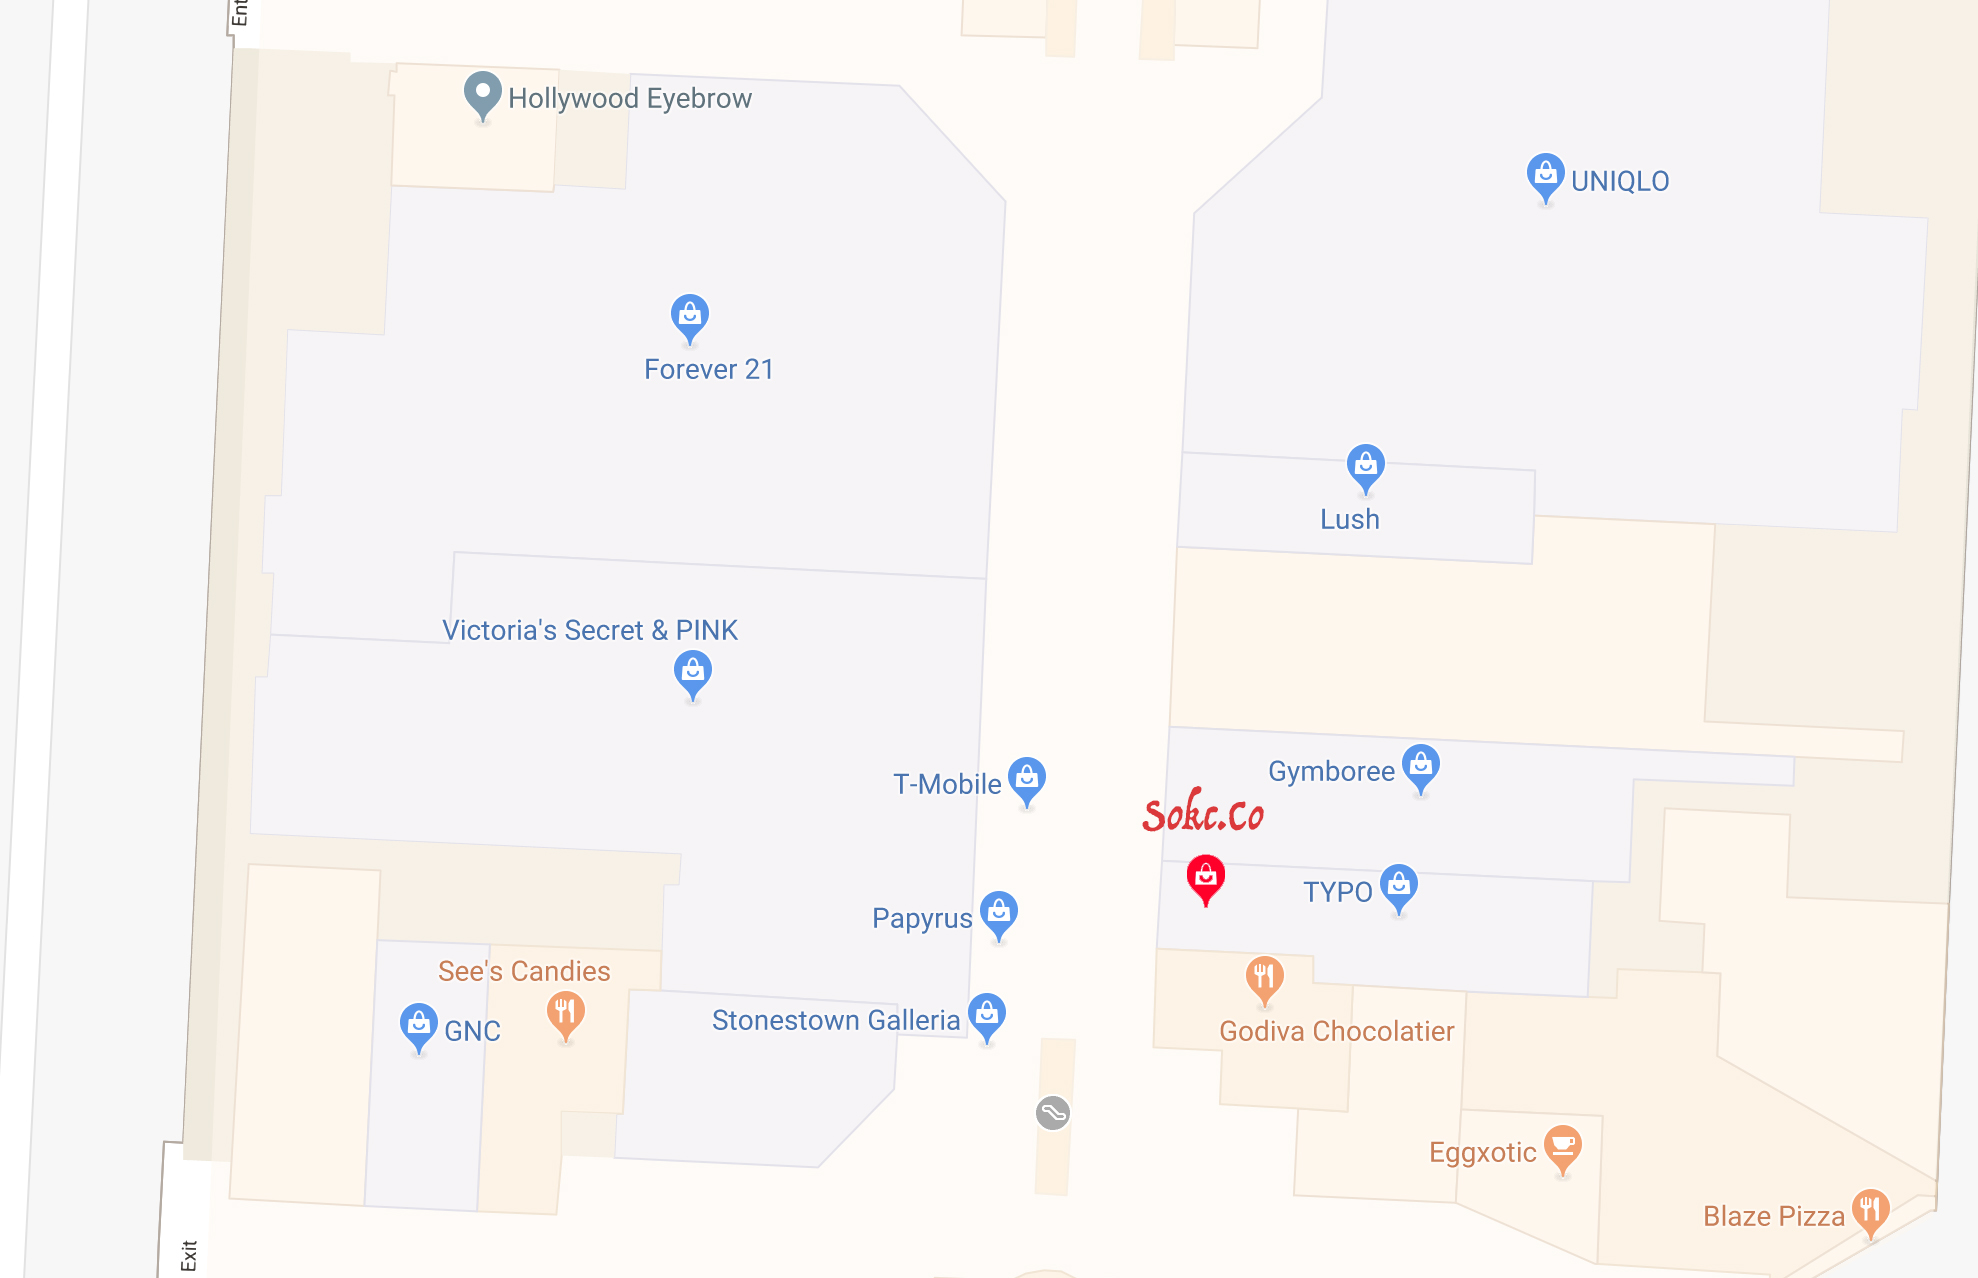 Ent
Hollywood Eyebrow
UNIQLO
Forever 21
Lush
Victoria's Secret & PINK
T-Mobile
Gymboree
Sokc.Co
TYPO
Papyrus
See's Candies
Stonestown Galleria
GNC
Godiva Chocolatier
Eggxotic
Blaze Pizza
Exit